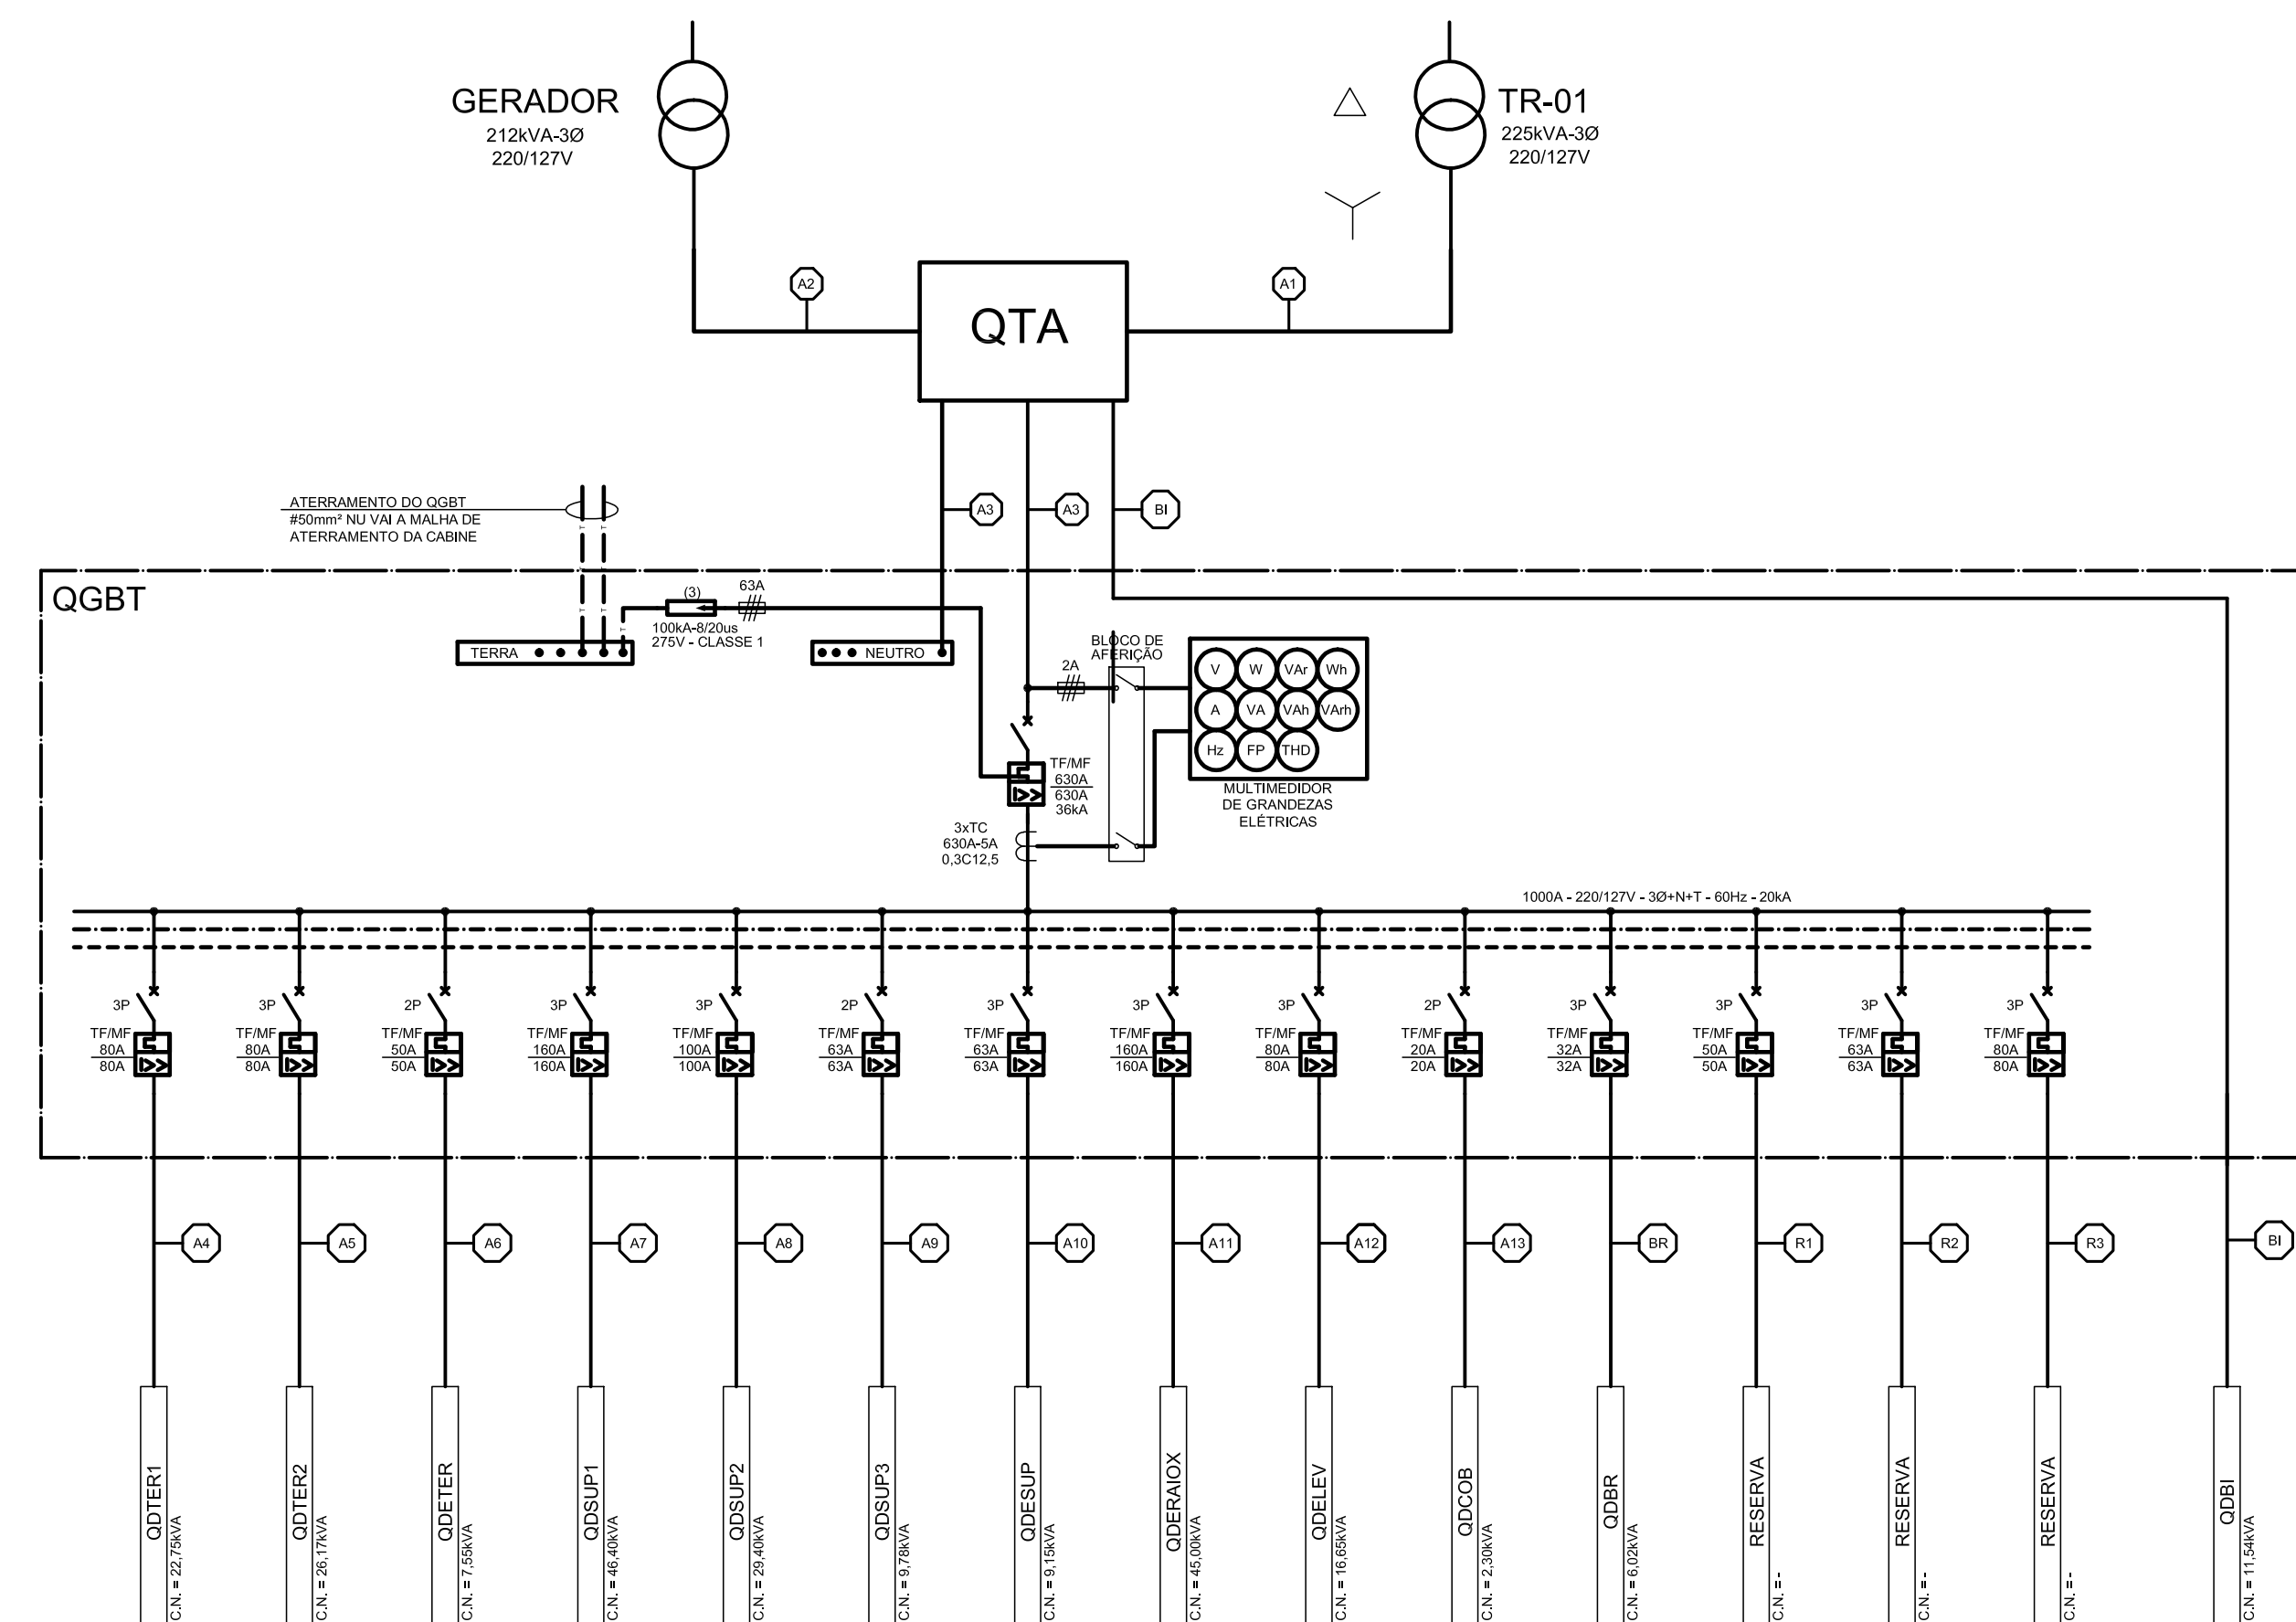 GERADOR
212kVA-3Ø
220/127V
TR-01
225kVA-3Ø
220/127V
A2
QTA
A1
ATERRAMENTO DO QGBT
#50mm² NU VAI A MALHA DE
ATERRAMENTO DA CABINE
A3
A3
BI
QGBT
(3)
63A
100kA-8/20us
275V - CLASSE 1
TERRA
NEUTRO
BLOCO DE
AFERIÇÃO
2A
V W VAr Wh
A VA VAh VArh
Hz FP THD
MULTIMEDIDOR
DE GRANDEZAS
ELÉTRICAS
TF/MF
630A
630A
36kA
3xTC
630A-5A
0,3C12,5
1000A - 220/127V - 3Ø+N+T - 60Hz - 20kA
3P
TF/MF
80A
80A
3P
TF/MF
80A
80A
2P
TF/MF
50A
50A
3P
TF/MF
160A
160A
3P
TF/MF
100A
100A
2P
TF/MF
63A
63A
3P
TF/MF
63A
63A
3P
TF/MF
160A
160A
3P
TF/MF
80A
80A
2P
TF/MF
20A
20A
3P
TF/MF
32A
32A
3P
TF/MF
50A
50A
3P
TF/MF
63A
63A
3P
TF/MF
80A
80A
A4
A5
A6
A7
A8
A9
A10
A11
A12
A13
BR
R1
R2
R3
BI
QDTER1
C.N. = 22,75kVA
QDTER2
C.N. = 26,17kVA
QDETER
C.N. = 7,55kVA
QDSUP1
C.N. = 46,40kVA
QDSUP2
C.N. = 29,40kVA
QDSUP3
C.N. = 9,78kVA
QDESUP
C.N. = 9,15kVA
QDERAIOX
C.N. = 45,00kVA
QDELEV
C.N. = 16,65kVA
QDCOB
C.N. = 2,30kVA
QDBR
C.N. = 6,02kVA
RESERVA
C.N. = -
RESERVA
C.N. = -
RESERVA
C.N. = -
QDBI
C.N. = 11,54kVA